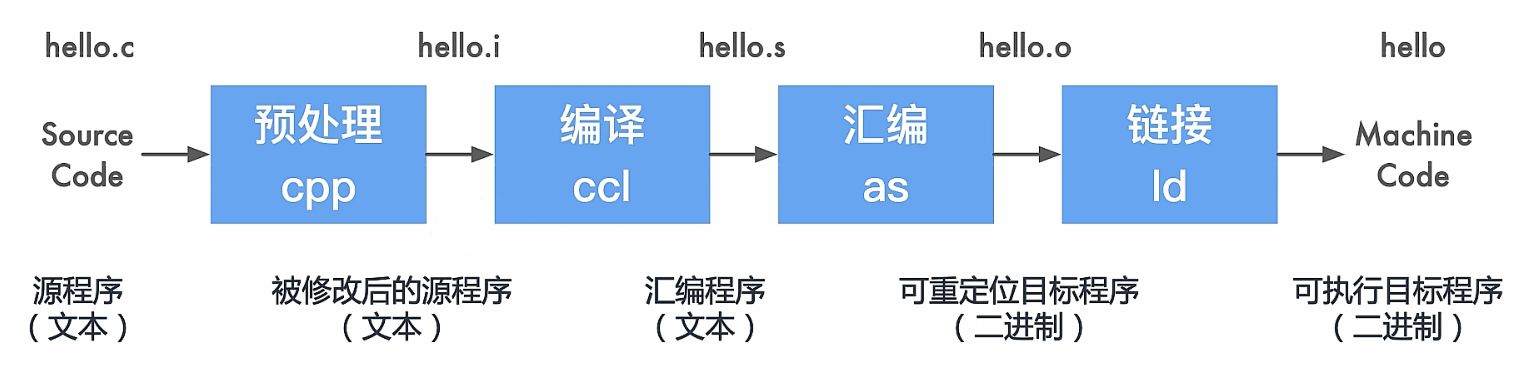 hello.c
hello.i
hello.s
hello.o
hello
Source
Code
预处理
cpp
编译
ccl
汇编
as
链接
ld
Machine
Code
源程序
（文本）
被修改后的源程序
（文本）
汇编程序
（文本）
可重定位目标程序
（二进制）
可执行目标程序
（二进制）